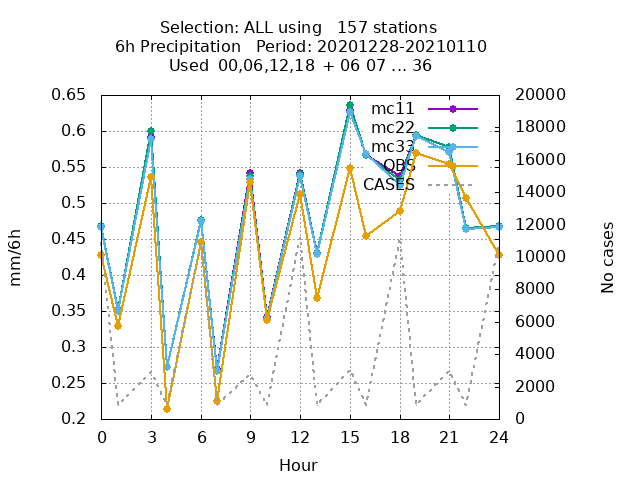 Selection: ALL using   157 stations
6h Precipitation   Period: 20201228-20210110
Used  00,06,12,18  + 06 07 ... 36
0.65
0.6
0.55
0.5
0.45
0.4
0.35
0.3
0.25
0.2
mm/6h
20000
18000
16000
14000
12000
10000
8000
6000
4000
2000
0
No cases
mc11
mc22
mc33
OBS
CASES
0 3 6 9 12 15 18 21 24
Hour